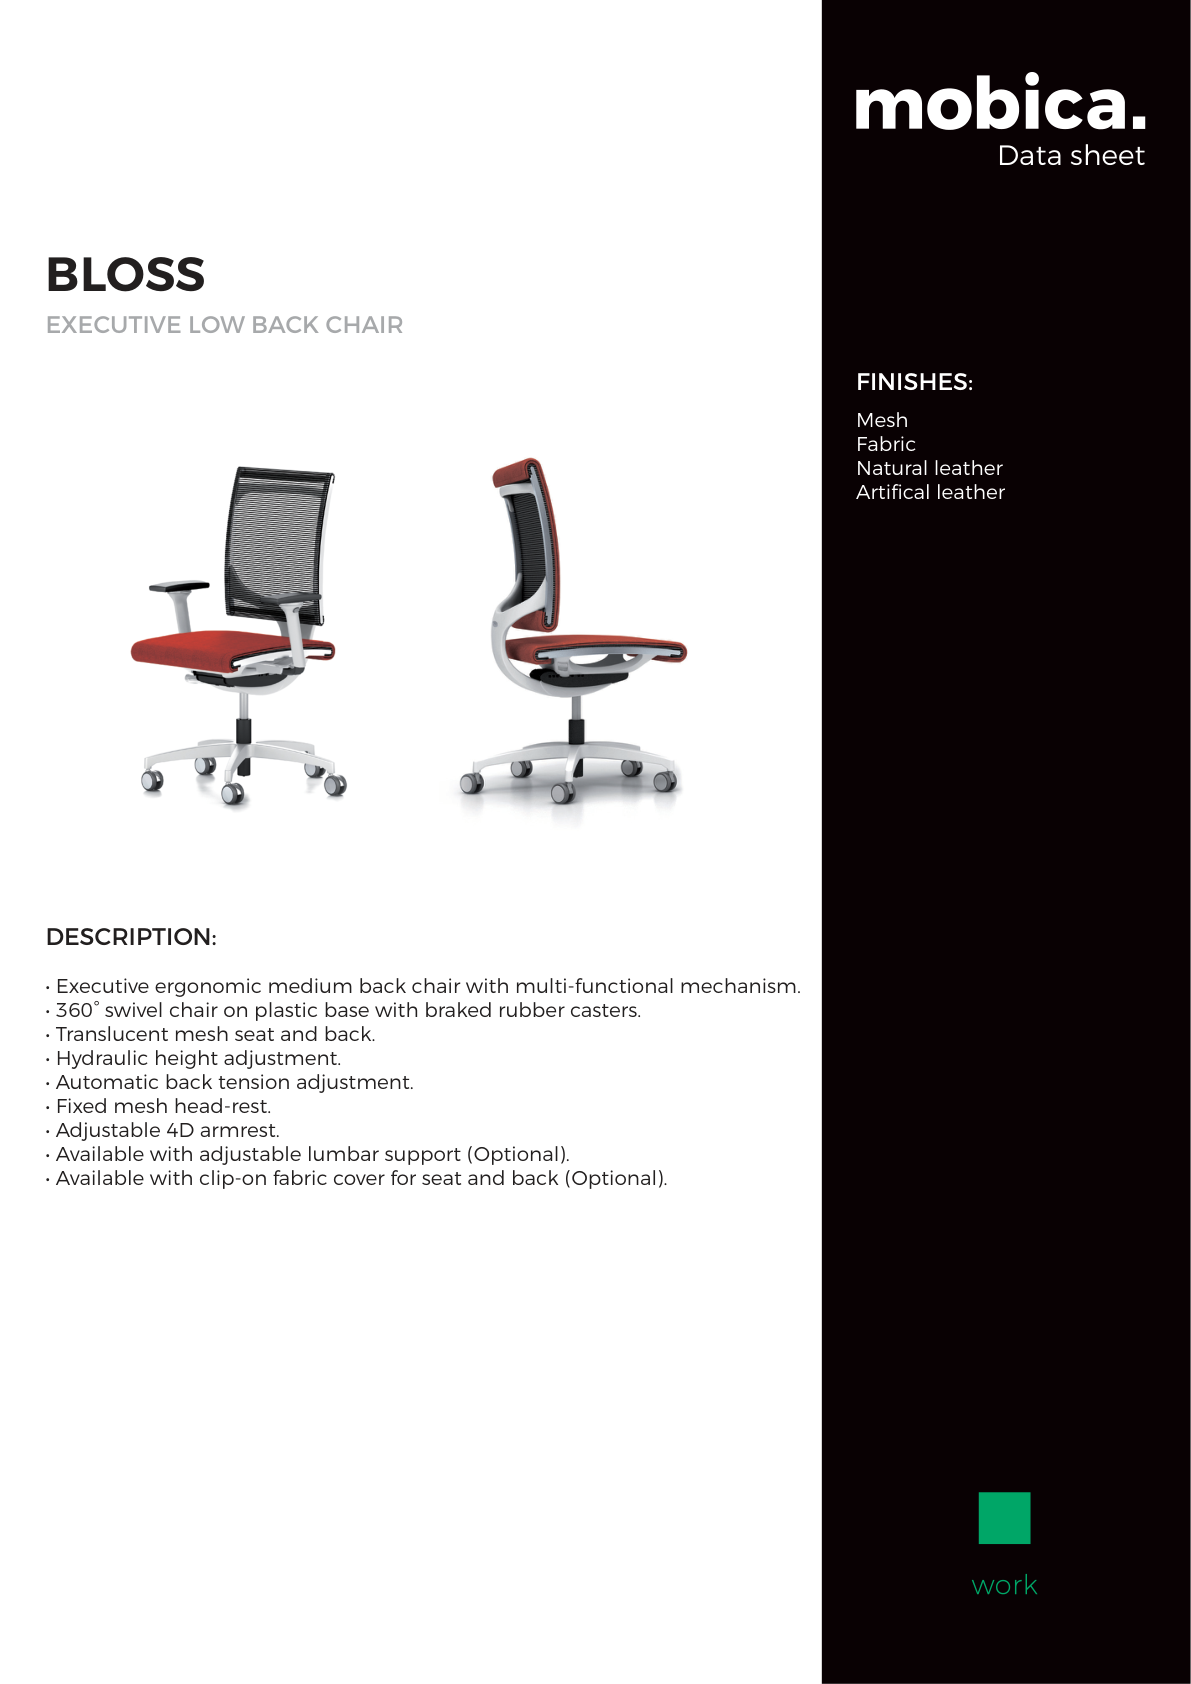 mobica.
Data sheet
BLOSS
EXECUTIVE LOW BACK CHAIR
FINISHES:
Mesh
Fabric
Natural leather
Artifical leather
DESCRIPTION:
• Executive ergonomic medium back chair with multi-functional mechanism.
• 360° swivel chair on plastic base with braked rubber casters.
• Translucent mesh seat and back.
• Hydraulic height adjustment.
• Automatic back tension adjustment.
• Fixed mesh head-rest.
• Adjustable 4D armrest.
• Available with adjustable lumbar support (Optional).
• Available with clip-on fabric cover for seat and back (Optional).
work